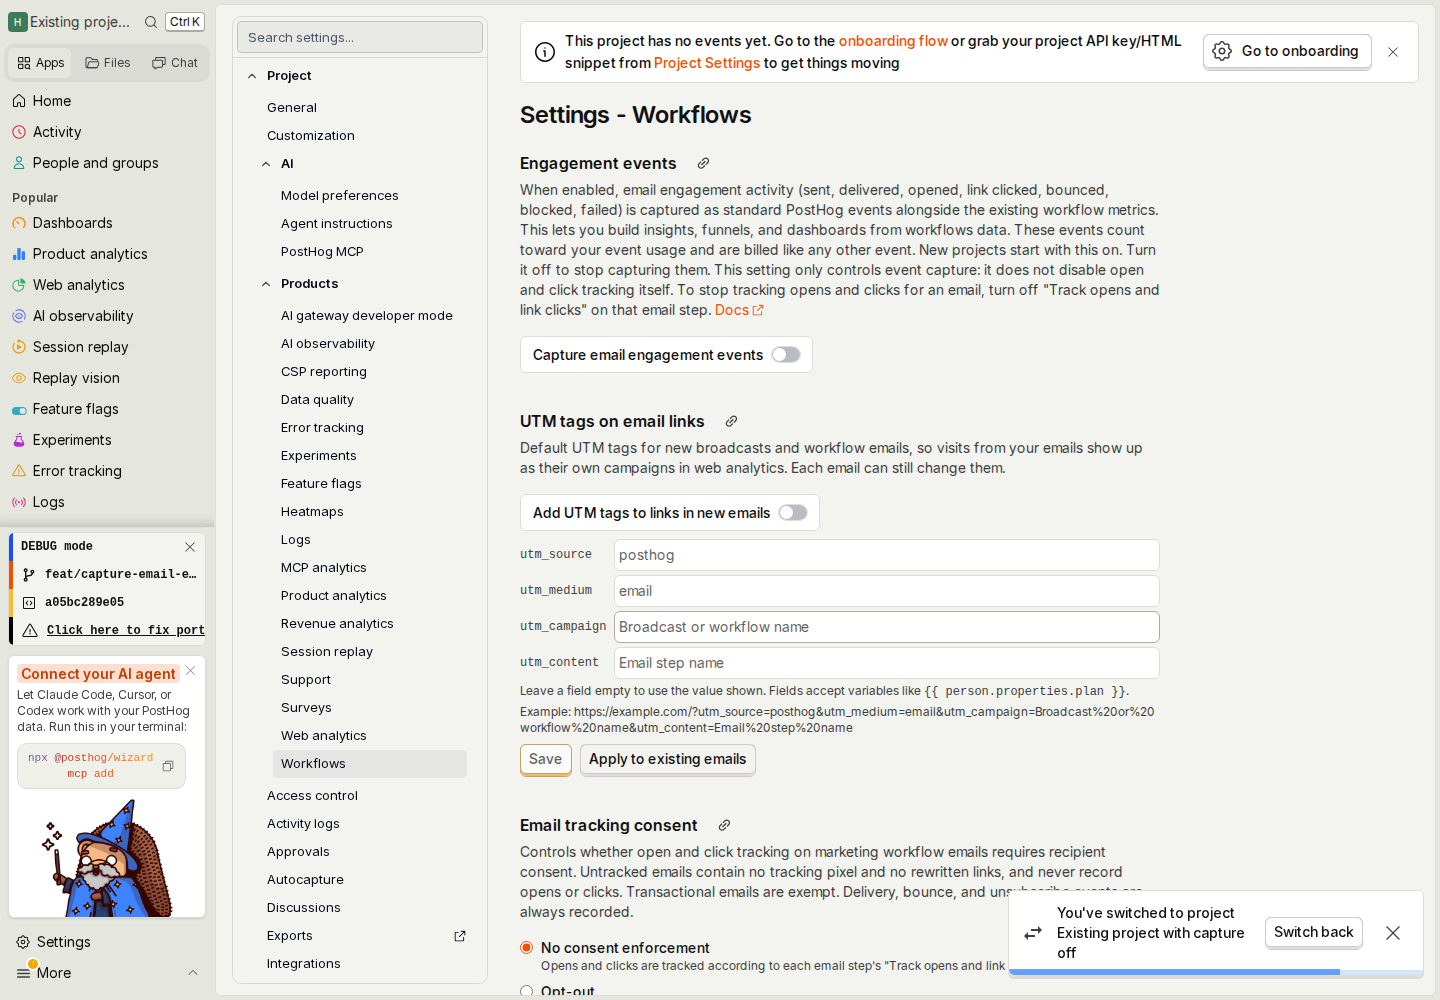 H Existing proje... Ctrl K
Apps Files Chat
Home
Activity
People and groups
Popular
Dashboards
Product analytics
Web analytics
AI observability
Session replay
Replay vision
Feature flags
Experiments
Error tracking
Logs
DEBUG mode
feat/capture-email-e…
a05bc289e05
Click here to fix port
Connect your AI agent
Let Claude Code, Cursor, or
Codex work with your PostHog
data. Run this in your terminal:
npx @posthog/wizard
mcp add
Settings
More
Search settings...
Project
General
Customization
AI
Model preferences
Agent instructions
PostHog MCP
Products
AI gateway developer mode
AI observability
CSP reporting
Data quality
Error tracking
Experiments
Feature flags
Heatmaps
Logs
MCP analytics
Product analytics
Revenue analytics
Session replay
Support
Surveys
Web analytics
Workflows
Access control
Activity logs
Approvals
Autocapture
Discussions
Exports
Integrations
This project has no events yet. Go to the onboarding flow or grab your project API key/HTML
snippet from Project Settings to get things moving
Go to onboarding
Settings - Workflows
Engagement events
When enabled, email engagement activity (sent, delivered, opened, link clicked, bounced,
blocked, failed) is captured as standard PostHog events alongside the existing workflow metrics.
This lets you build insights, funnels, and dashboards from workflows data. These events count
toward your event usage and are billed like any other event. New projects start with this on. Turn
it off to stop capturing them. This setting only controls event capture: it does not disable open
and click tracking itself. To stop tracking opens and clicks for an email, turn off "Track opens and
link clicks" on that email step. Docs
Capture email engagement events
UTM tags on email links
Default UTM tags for new broadcasts and workflow emails, so visits from your emails show up
as their own campaigns in web analytics. Each email can still change them.
Add UTM tags to links in new emails
utm_source posthog
utm_medium email
utm_campaign Broadcast or workflow name
utm_content Email step name
Leave a field empty to use the value shown. Fields accept variables like {{ person.properties.plan }}.
Example: https://example.com/?utm_source=posthog&utm_medium=email&utm_campaign=Broadcast%20or%20
workflow%20name&utm_content=Email%20step%20name
Save Apply to existing emails
Email tracking consent
Controls whether open and click tracking on marketing workflow emails requires recipient
consent. Untracked emails contain no tracking pixel and no rewritten links, and never record
opens or clicks. Transactional emails are exempt. Delivery, bounce, and unsubscribe events are
always recorded.
No consent enforcement
Opens and clicks are tracked according to each email step's "Track opens and link
Opt-out
You've switched to project
Existing project with capture
off
Switch back